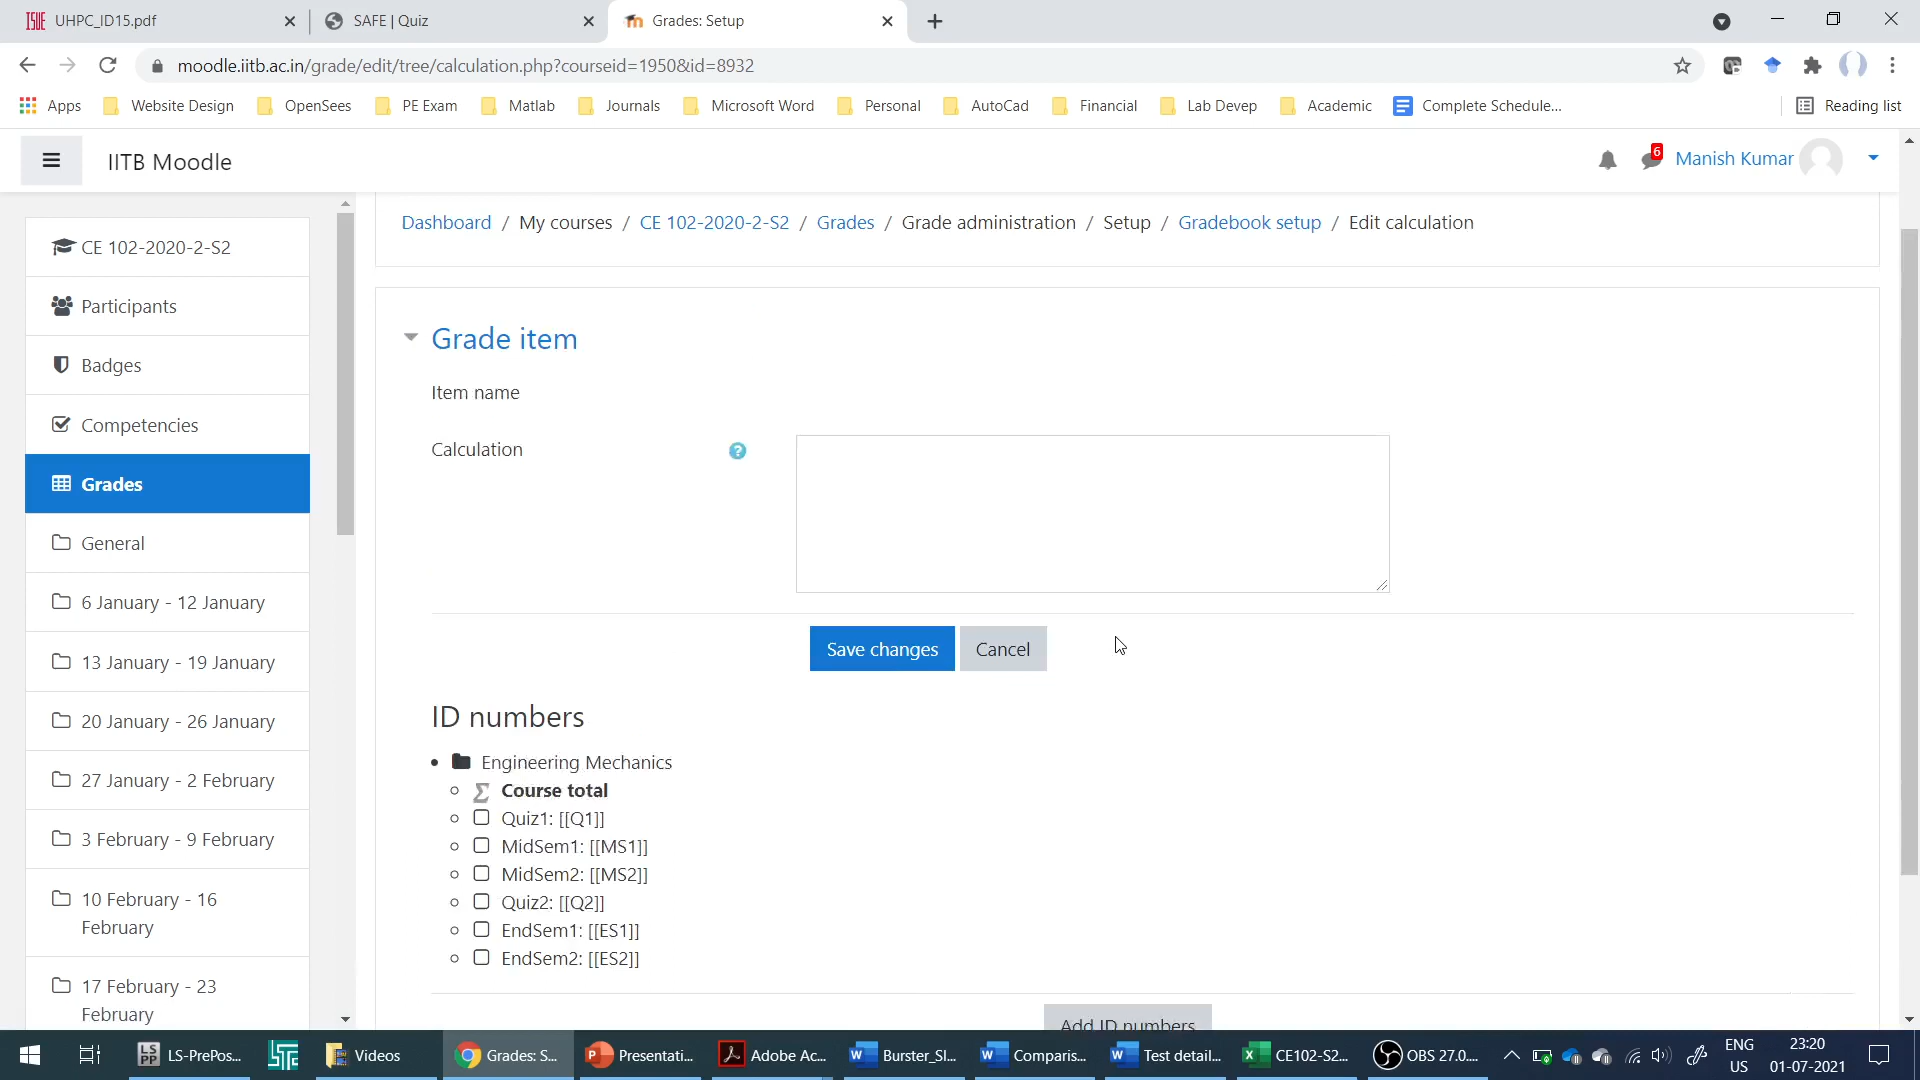 UHPC_ID15.pdf
SAFE | Quiz
Grades: Setup
moodle.iitb.ac.in/grade/edit/tree/calculation.php?courseid=1950&id=8932
Apps Website Design OpenSees PE Exam Matlab Journals Microsoft Word Personal AutoCad Financial Lab Devep Academic Complete Schedule... Reading list
IITB Moodle
6
Manish Kumar
CE 102-2020-2-S2
Participants
Badges
Competencies
Grades
General
6 January - 12 January
13 January - 19 January
20 January - 26 January
27 January - 2 February
3 February - 9 February
10 February - 16
February
17 February - 23
February
Dashboard / My courses / CE 102-2020-2-S2 / Grades / Grade administration / Setup / Gradebook setup / Edit calculation
Grade item
Item name
Calculation
?
Save changes
Cancel
ID numbers
Engineering Mechanics
Σ Course total
Quiz1: [[Q1]]
MidSem1: [[MS1]]
MidSem2: [[MS2]]
Quiz2: [[Q2]]
EndSem1: [[ES1]]
EndSem2: [[ES2]]
Add ID numbers
LS-PrePos... Videos Grades: S... Presentati... Adobe Ac... Burster_Sl... Comparis... Test detail... CE102-S2... OBS 27.0....
ENG
US
23:20
01-07-2021